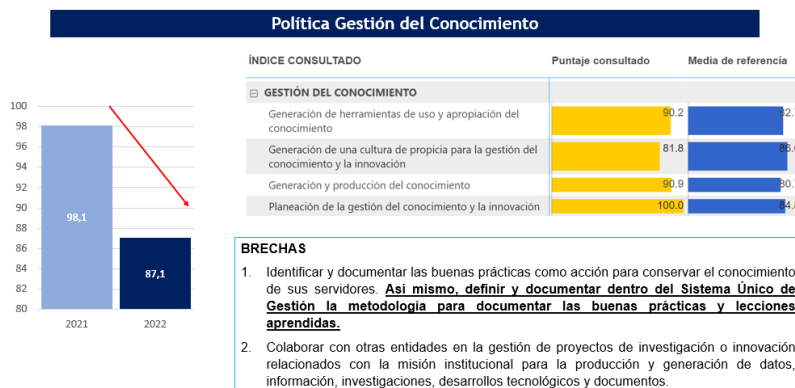 Política Gestión del Conocimiento
ÍNDICE CONSULTADO Puntaje consultado Media de referencia
GESTIÓN DEL CONOCIMIENTO
Generación de herramientas de uso y apropiación del
conocimiento
90.2
Generación de una cultura de propicia para la gestión del
conocimiento y la innovación
81.8
Generación y producción del conocimiento 90.9
Planeación de la gestión del conocimiento y la innovación 100.0
100
98
96
94
92
90
88
86
84
82
80
98,1
87,1
2021 2022
BRECHAS
1. Identificar y documentar las buenas prácticas como acción para conservar el conocimiento
de sus servidores. Así mismo, definir y documentar dentro del Sistema Único de
Gestión la metodología para documentar las buenas prácticas y lecciones
aprendidas.
2. Colaborar con otras entidades en la gestión de proyectos de investigación o innovación
relacionados con la misión institucional para la producción y generación de datos,
información, investigaciones, desarrollos tecnológicos y documentos.